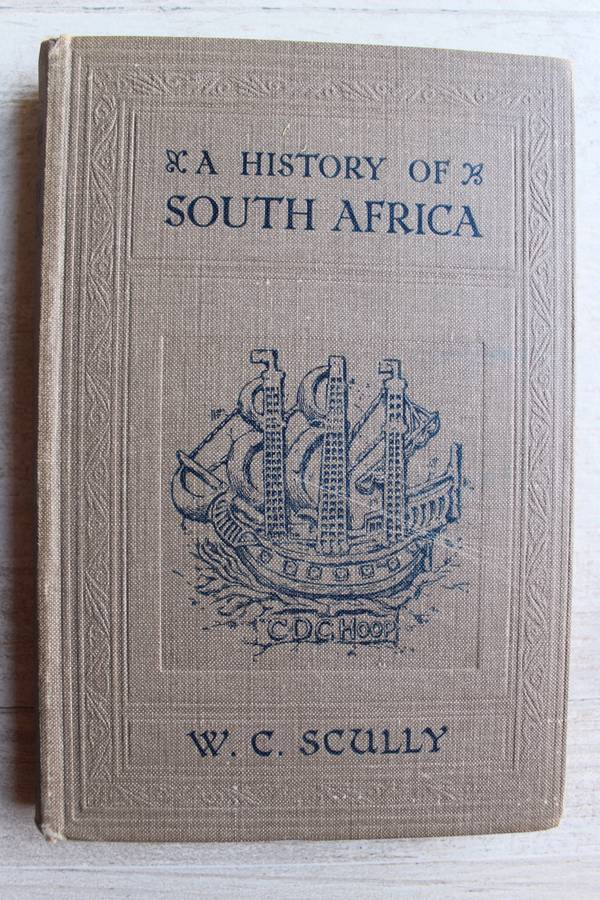 A HISTORY OF
SOUTH AFRICA
C D G HOOP
W. C. SCULLY